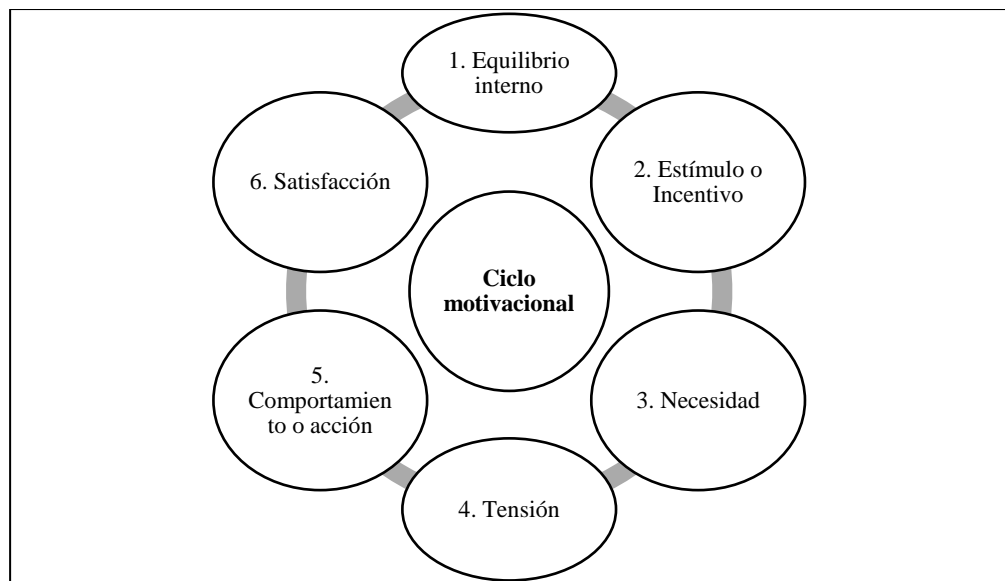 1. Equilibrio
interno
2. Estímulo o
Incentivo
3. Necesidad
4. Tensión
5.
Comportamien
to o acción
6. Satisfacción
Ciclo
motivacional